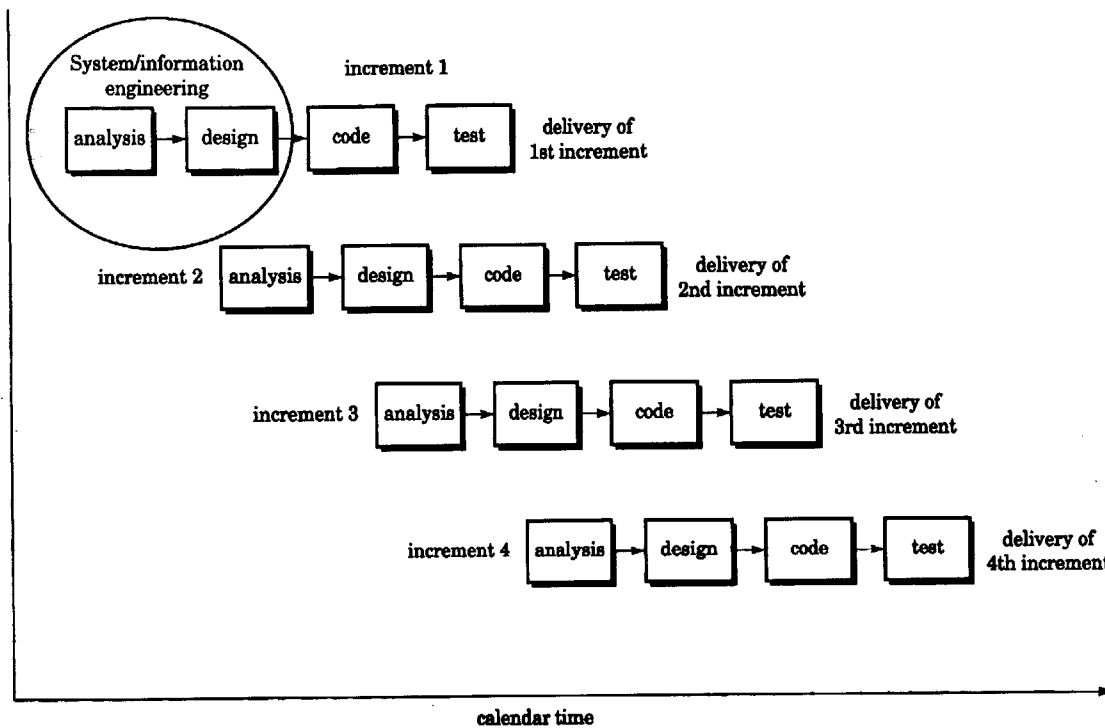 System/information
engineering
increment 1
analysis
design
code
test
delivery of
1st increment
increment 2
analysis
design
code
test
delivery of
2nd increment
increment 3
analysis
design
code
test
delivery of
3rd increment
increment 4
analysis
design
code
test
delivery of
4th increment
calendar time